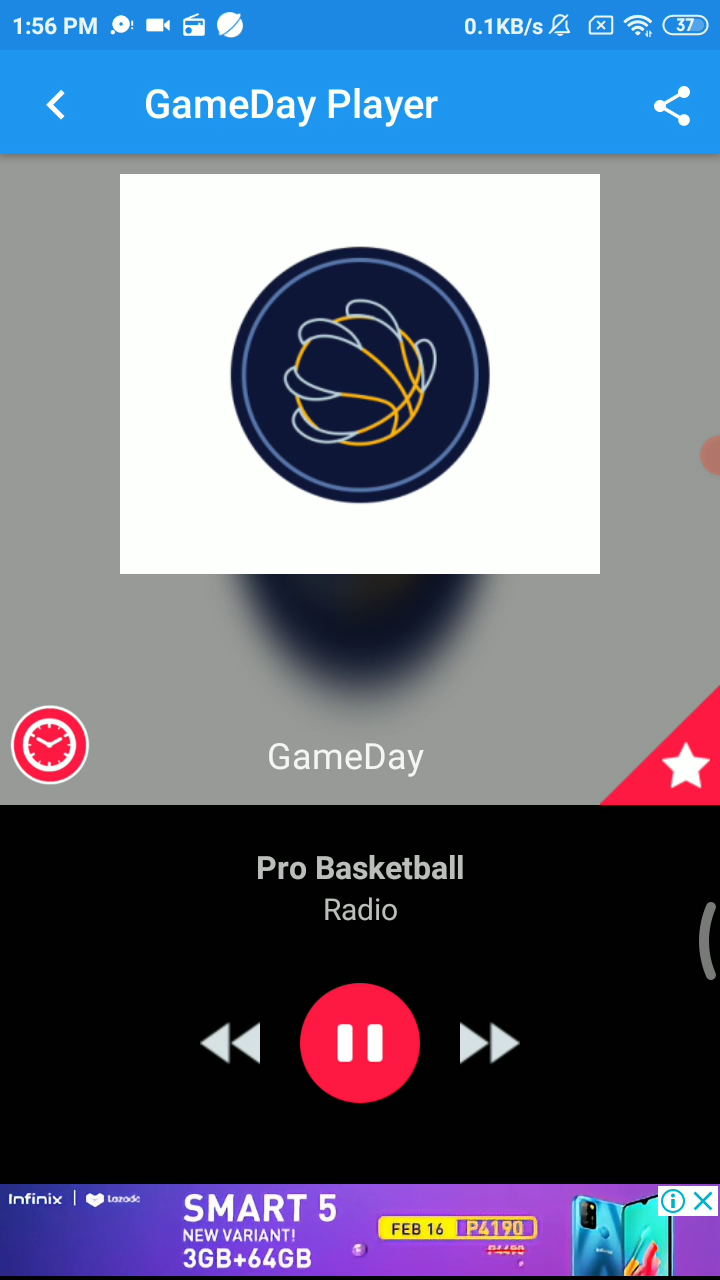 1:56 PM
0.1KB/s
37
GameDay Player
GameDay
Pro Basketball
Radio
Infinix | Lazada
SMART 5
NEW VARIANT!
3GB+64GB
FEB 16 P4190
P4490